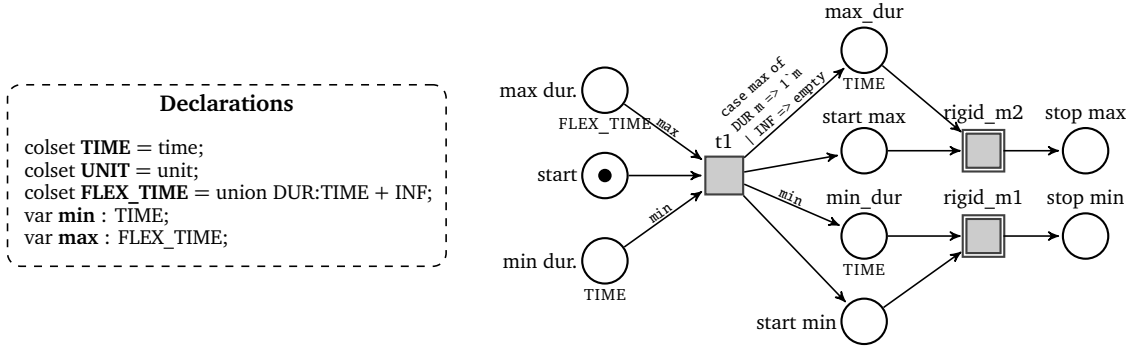 Declarations
colset TIME = time;
colset UNIT = unit;
colset FLEX_TIME = union DUR:TIME + INF;
var min : TIME;
var max : FLEX_TIME;
max dur.
FLEX_TIME
max
start
min
min dur.
TIME
t1
case max of
DUR m => 1`m
| INF => empty
max_dur
TIME
start max
rigid_m2
stop max
min
min_dur
TIME
rigid_m1
stop min
start min